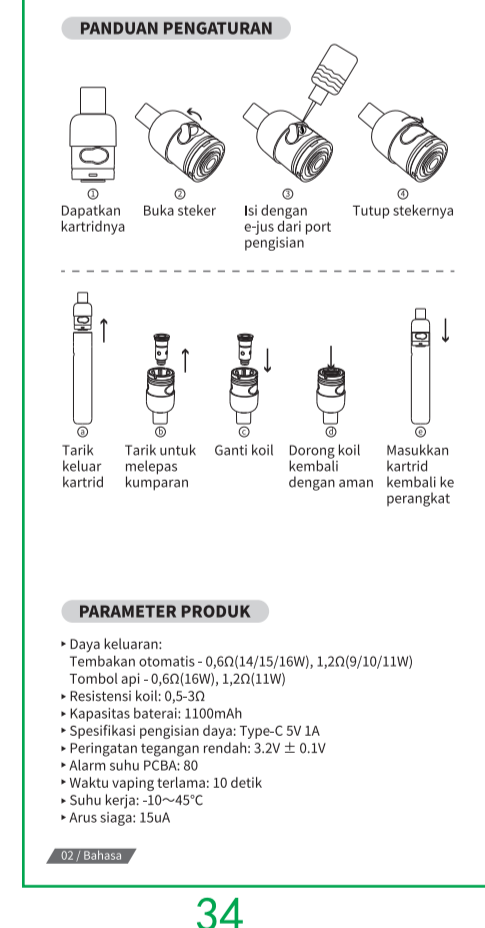 PANDUAN PENGATURAN
①
Dapatkan
kartridnya
②
Buka steker
③
Isi dengan
e-jus dari port
pengisian
④
Tutup stekernya
ⓐ
Tarik
keluar
kartrid
ⓑ
Tarik untuk
melepas
kumparan
ⓒ
Ganti koil
ⓓ
Dorong koil
kembali
dengan aman
ⓔ
Masukkan
kartrid
kembali ke
perangkat
PARAMETER PRODUK
‣ Daya keluaran:
Tembakan otomatis - 0,6Ω(14/15/16W), 1,2Ω(9/10/11W)
Tombol api - 0,6Ω(16W), 1,2Ω(11W)
‣ Resistensi koil: 0,5-3Ω
‣ Kapasitas baterai: 1100mAh
‣ Spesifikasi pengisian daya: Type-C 5V 1A
‣ Peringatan tegangan rendah: 3.2V ± 0.1V
‣ Alarm suhu PCBA: 80
‣ Waktu vaping terlama: 10 detik
‣ Suhu kerja: -10～45°C
‣ Arus siaga: 15uA
02 / Bahasa
34